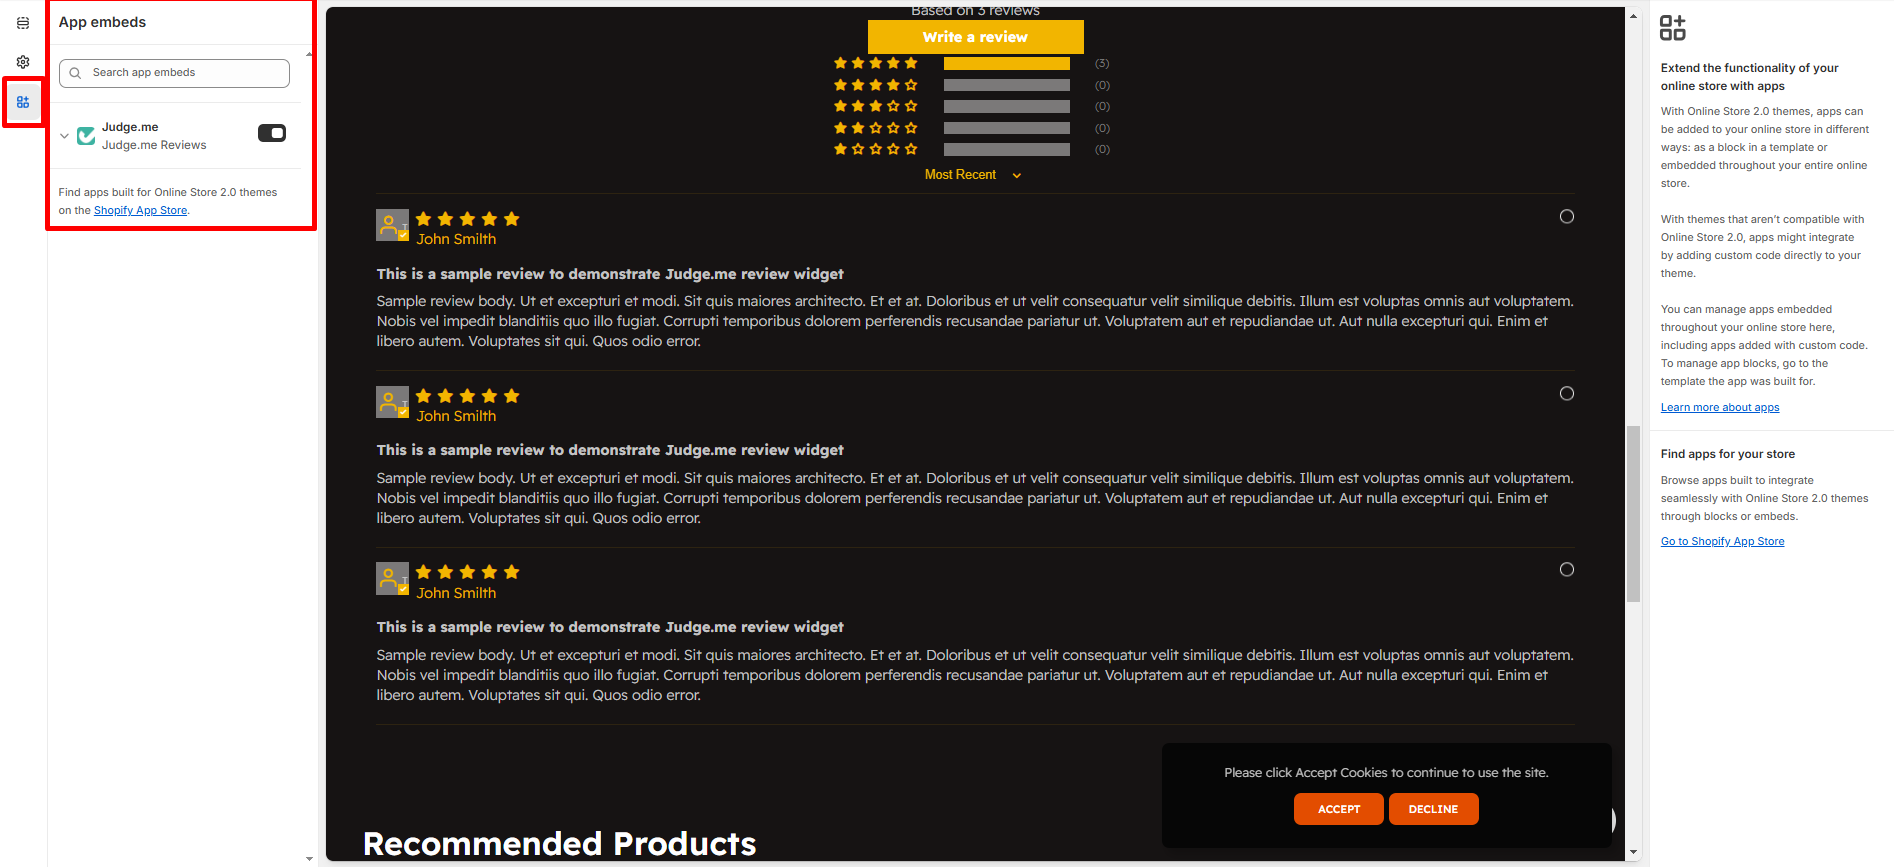 App embeds
Search app embeds
Judge.me
Judge.me Reviews
Find apps built for Online Store 2.0 themes
on the Shopify App Store.
Based on 3 reviews
Write a review
(3)
(0)
(0)
(0)
(0)
Most Recent
John Smilth
This is a sample review to demonstrate Judge.me review widget
Sample review body. Ut et excepturi et modi. Sit quis maiores architecto. Et et at. Doloribus et ut velit consequatur velit similique debitis. Illum est voluptas omnis aut voluptatem.
Nobis vel impedit blanditiis quo illo fugiat. Corrupti temporibus dolorem perferendis recusandae pariatur ut. Voluptatem aut et repudiandae ut. Aut nulla excepturi qui. Enim et
libero autem. Voluptates sit qui. Quos odio error.
John Smilth
This is a sample review to demonstrate Judge.me review widget
Sample review body. Ut et excepturi et modi. Sit quis maiores architecto. Et et at. Doloribus et ut velit consequatur velit similique debitis. Illum est voluptas omnis aut voluptatem.
Nobis vel impedit blanditiis quo illo fugiat. Corrupti temporibus dolorem perferendis recusandae pariatur ut. Voluptatem aut et repudiandae ut. Aut nulla excepturi qui. Enim et
libero autem. Voluptates sit qui. Quos odio error.
John Smilth
This is a sample review to demonstrate Judge.me review widget
Sample review body. Ut et excepturi et modi. Sit quis maiores architecto. Et et at. Doloribus et ut velit consequatur velit similique debitis. Illum est voluptas omnis aut voluptatem.
Nobis vel impedit blanditiis quo illo fugiat. Corrupti temporibus dolorem perferendis recusandae pariatur ut. Voluptatem aut et repudiandae ut. Aut nulla excepturi qui. Enim et
libero autem. Voluptates sit qui. Quos odio error.
Please click Accept Cookies to continue to use the site.
ACCEPT
DECLINE
Recommended Products
Extend the functionality of your
online store with apps
With Online Store 2.0 themes, apps can
be added to your online store in different
ways: as a block in a template or
embedded throughout your entire online
store.
With themes that aren't compatible with
Online Store 2.0, apps might integrate
by adding custom code directly to your
theme.
You can manage apps embedded
throughout your online store here,
including apps added with custom code.
To manage app blocks, go to the
template the app was built for.
Learn more about apps
Find apps for your store
Browse apps built to integrate
seamlessly with Online Store 2.0 themes
through blocks or embeds.
Go to Shopify App Store